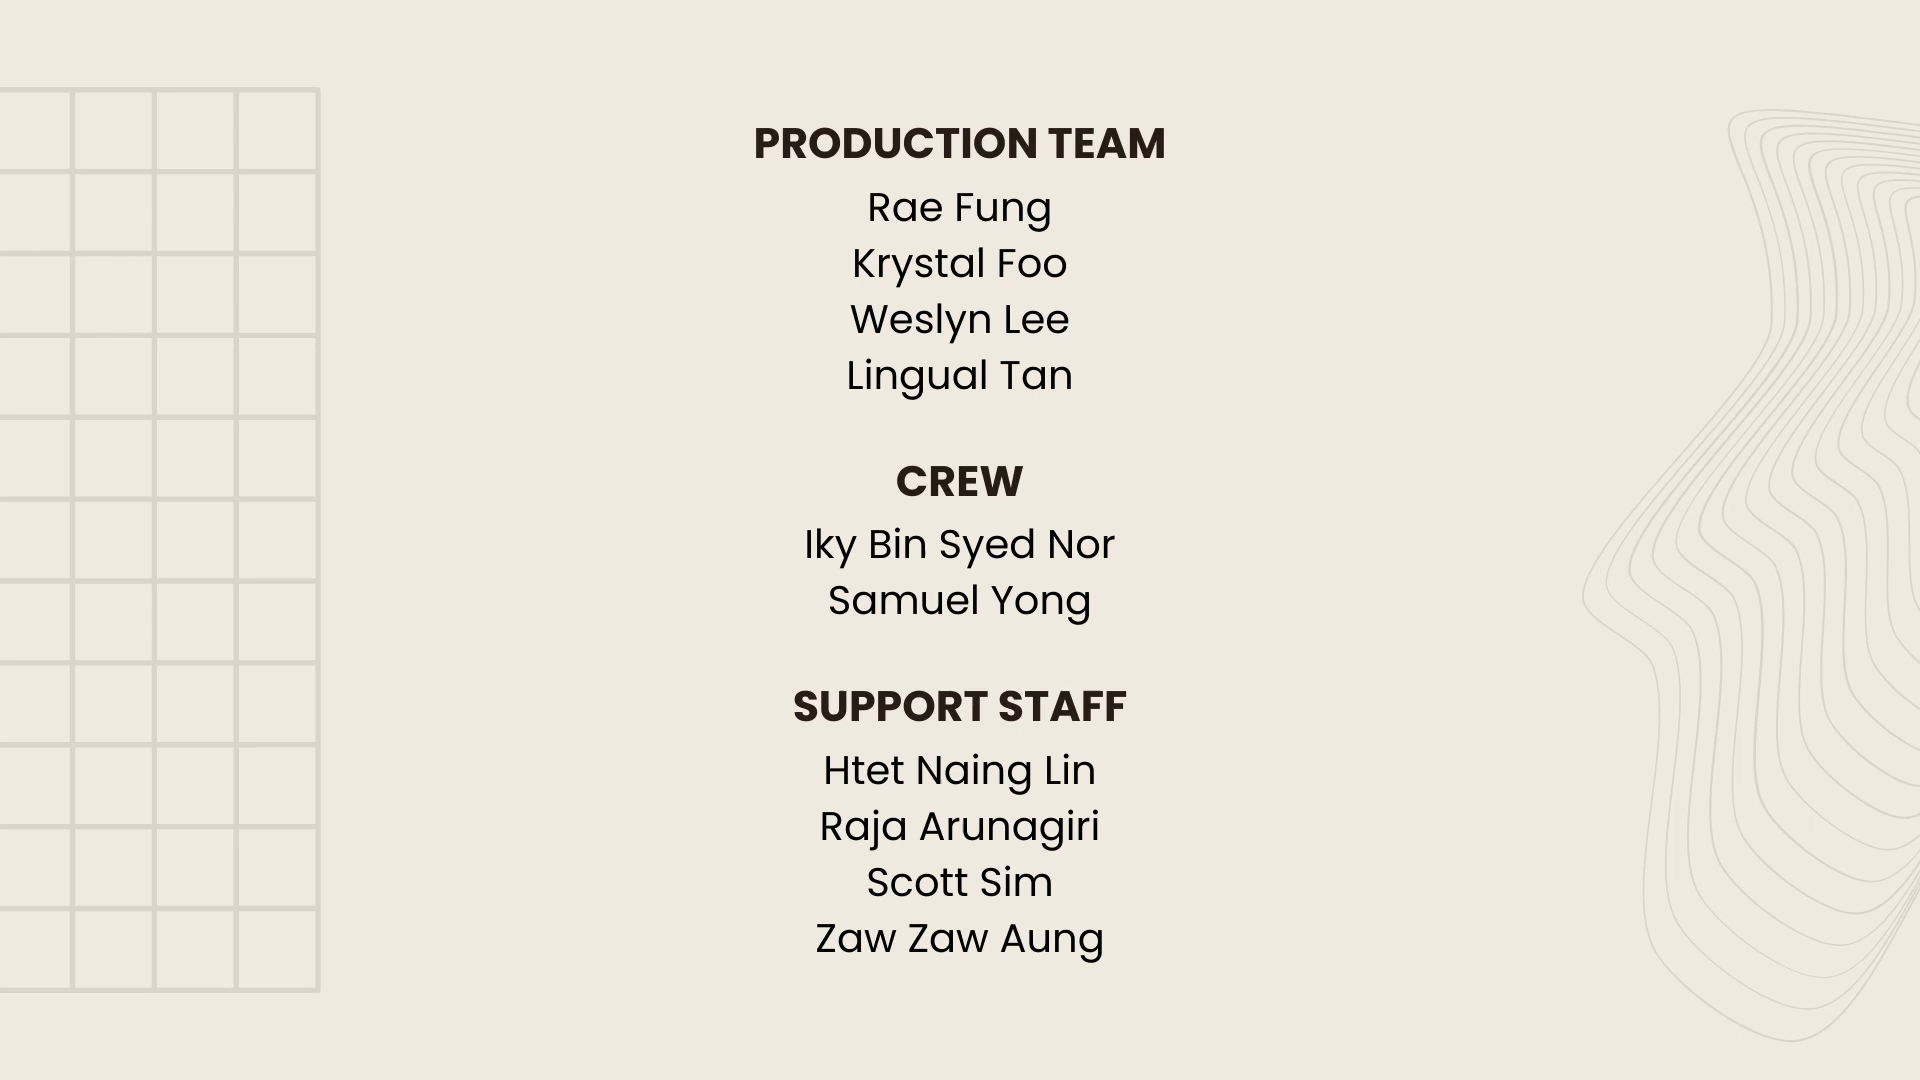 PRODUCTION TEAM
Rae Fung
Krystal Foo
Weslyn Lee
Lingual Tan
CREW
Iky Bin Syed Nor
Samuel Yong
SUPPORT STAFF
Htet Naing Lin
Raja Arunagiri
Scott Sim
Zaw Zaw Aung